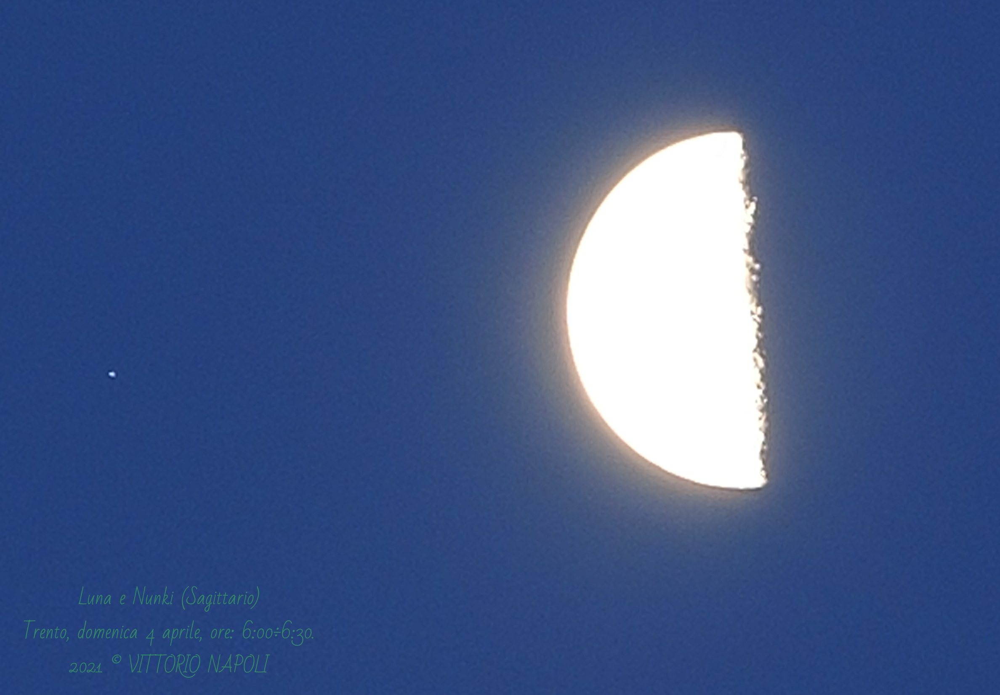 Luna e Nunki (Sagittario)
Trento, domenica 4 aprile, ore: 6:00÷6:30.
2021 © VITTORIO NAPOLI